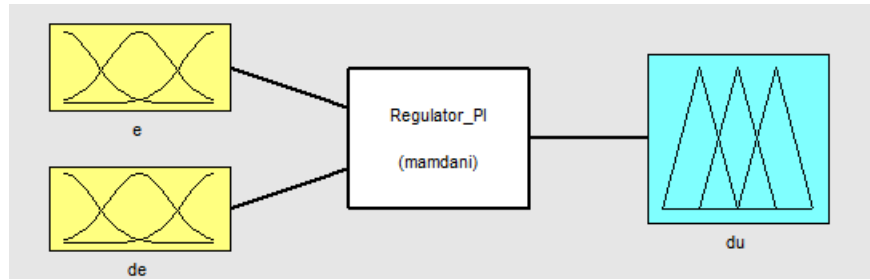 e
de
Regulator_PI
(mamdani)
du